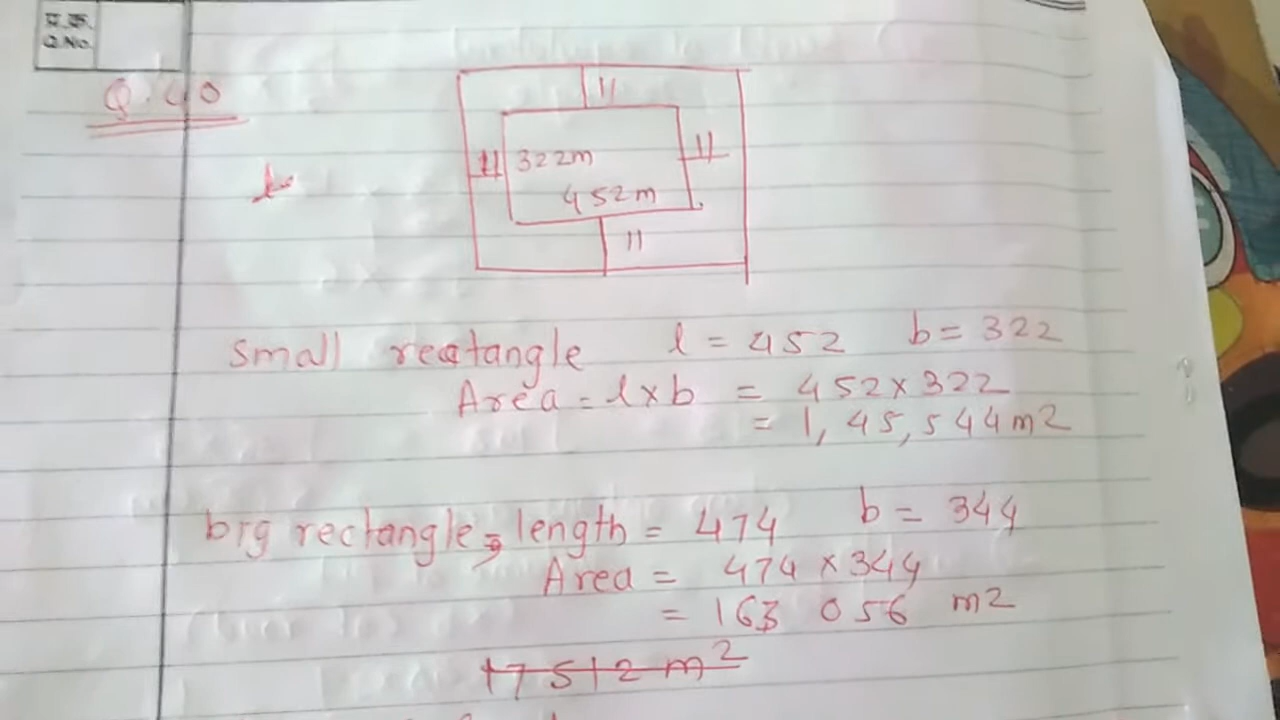 प्र.क्र.
Q.No.
Q.40
11
11 322m 11
452m
11
small rectangle l = 452 b = 322
Area = l x b = 452 x 322
= 1,45,544 m2
big rectangle, length = 474 b = 344
Area = 474 x 344
= 163 056 m2
17512 m²